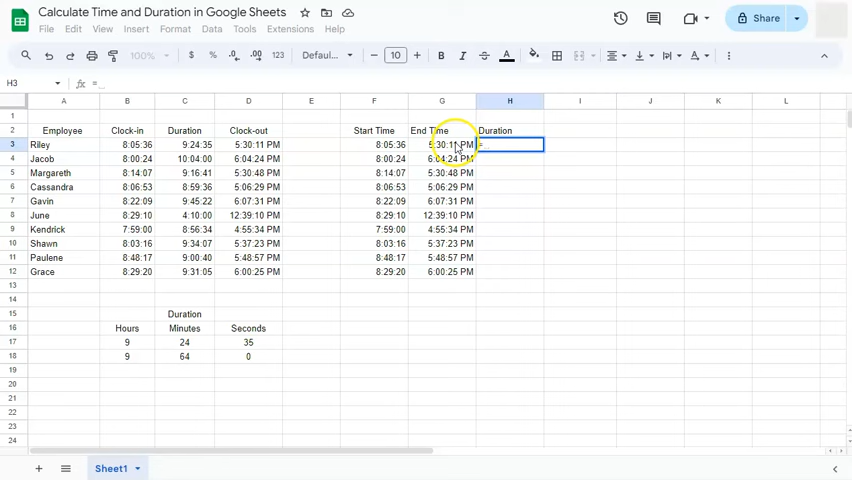 Calculate Time and Duration in Google Sheets
File Edit View Insert Format Data Tools Extensions Help
Share
100% $ % .0 .00 123 Defaul... 10 B I A
H3 fx =
A B C D E F G H I J K L
1
2 Employee Clock-in Duration Clock-out Start Time End Time Duration
3 Riley 8:05:36 9:24:35 5:30:11 PM 8:05:36 5:30:11 PM =
4 Jacob 8:00:24 10:04:00 6:04:24 PM 8:00:24 6:04:24 PM
5 Margareth 8:14:07 9:16:41 5:30:48 PM 8:14:07 5:30:48 PM
6 Cassandra 8:06:53 8:59:36 5:06:29 PM 8:06:53 5:06:29 PM
7 Gavin 8:22:09 9:45:22 6:07:31 PM 8:22:09 6:07:31 PM
8 June 8:29:10 4:10:00 12:39:10 PM 8:29:10 12:39:10 PM
9 Kendrick 7:59:00 8:56:34 4:55:34 PM 7:59:00 4:55:34 PM
10 Shawn 8:03:16 9:34:07 5:37:23 PM 8:03:16 5:37:23 PM
11 Paulene 8:48:17 9:00:40 5:48:57 PM 8:48:17 5:48:57 PM
12 Grace 8:29:20 9:31:05 6:00:25 PM 8:29:20 6:00:25 PM
13
14
15 Duration
16 Hours Minutes Seconds
17 9 24 35
18 9 64 0
19
20
21
22
23
24
Sheet1